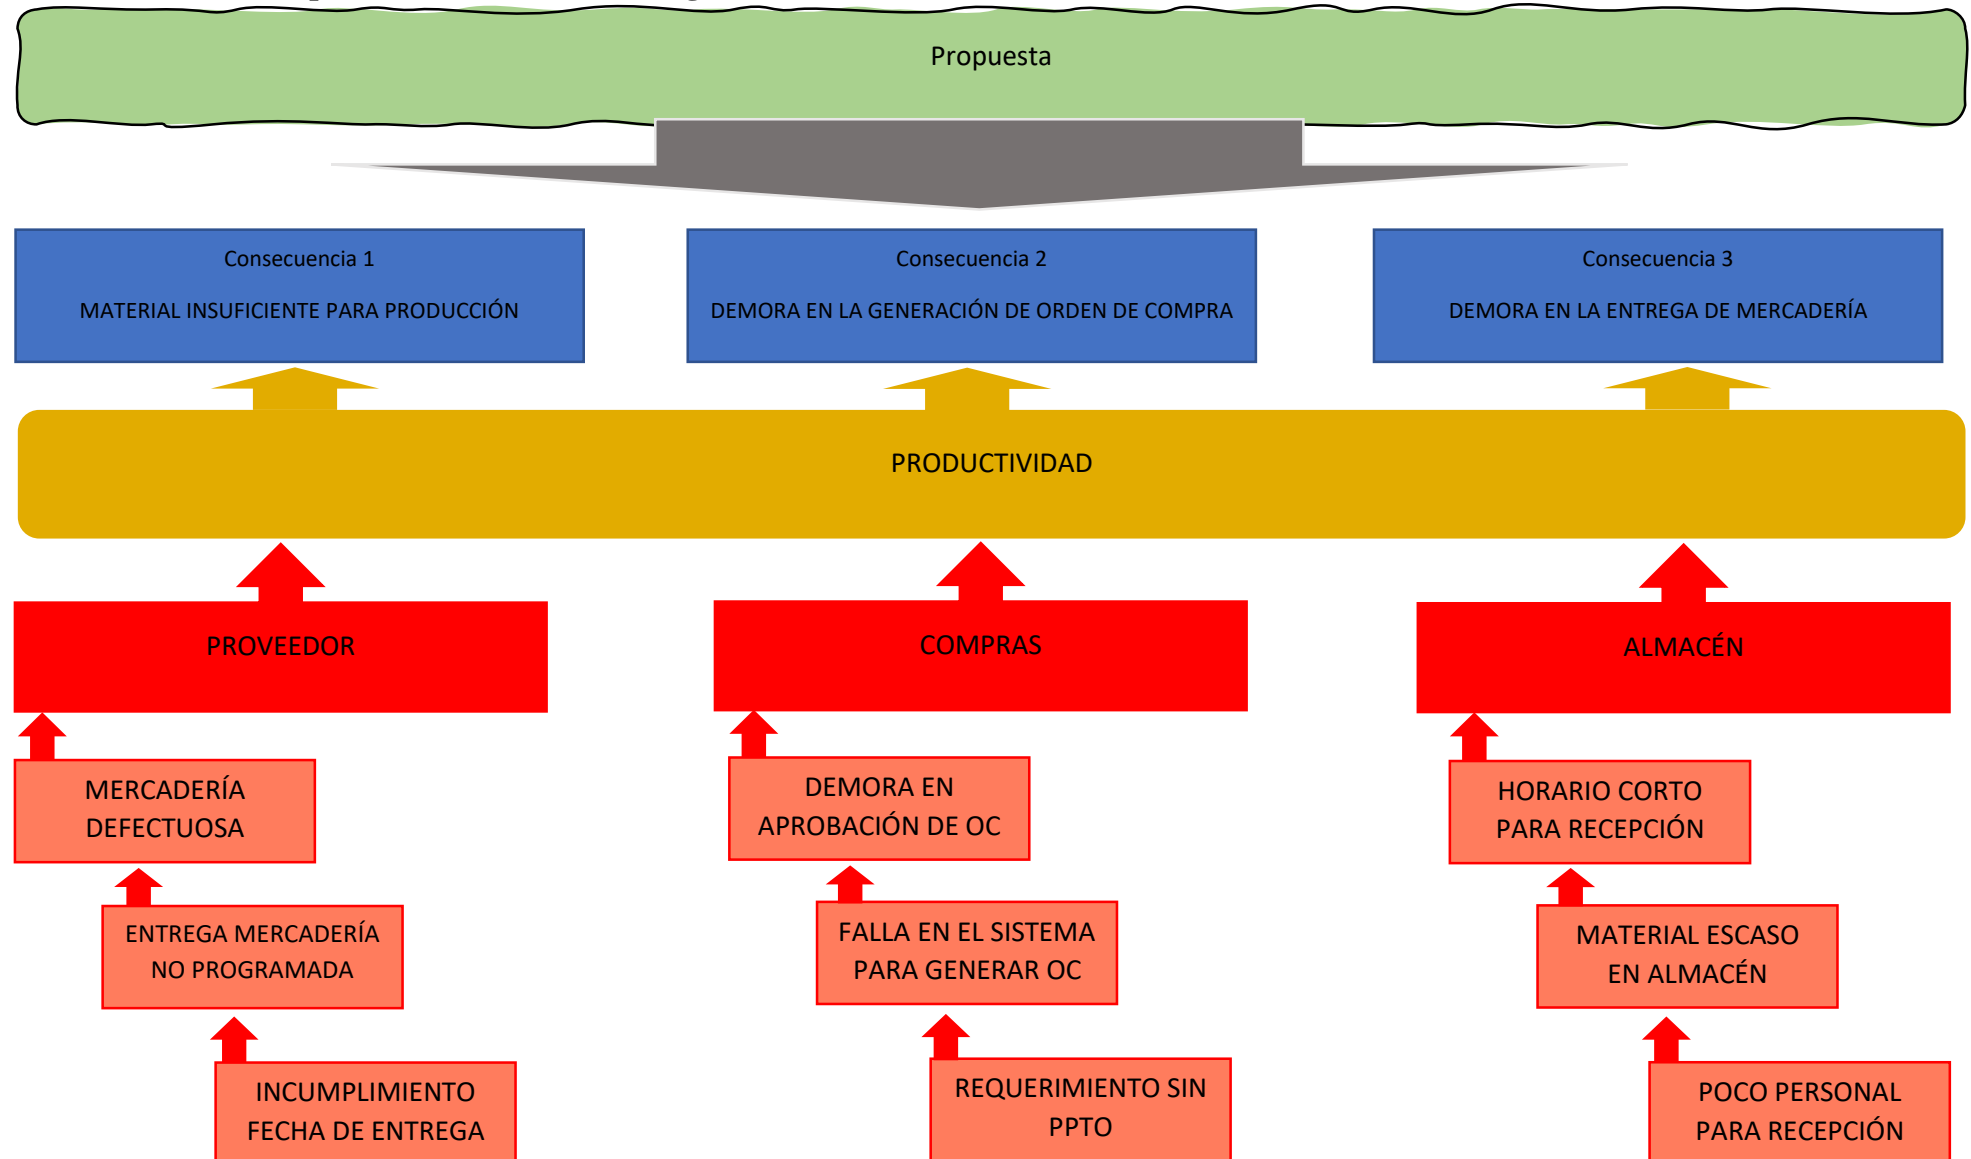 Propuesta
Consecuencia 1
MATERIAL INSUFICIENTE PARA PRODUCCIÓN
Consecuencia 2
DEMORA EN LA GENERACIÓN DE ORDEN DE COMPRA
Consecuencia 3
DEMORA EN LA ENTREGA DE MERCADERÍA
PRODUCTIVIDAD
PROVEEDOR
COMPRAS
ALMACÉN
MERCADERÍA
DEFECTUOSA
DEMORA EN
APROBACIÓN DE OC
HORARIO CORTO
PARA RECEPCIÓN
ENTREGA MERCADERÍA
NO PROGRAMADA
FALLA EN EL SISTEMA
PARA GENERAR OC
MATERIAL ESCASO
EN ALMACÉN
INCUMPLIMIENTO
FECHA DE ENTREGA
REQUERIMIENTO SIN
PPTO
POCO PERSONAL
PARA RECEPCIÓN